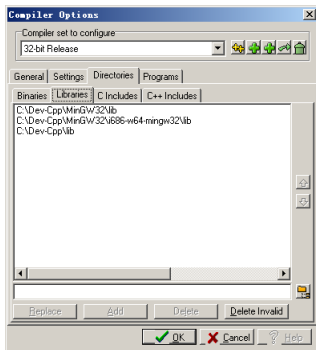 Compiler Options
Compiler set to configure
32-bit Release
General Settings Directories Programs
Binaries Libraries C Includes C++ Includes
C:\Dev-Cpp\MinGW32\lib
C:\Dev-Cpp\MinGW32\i686-w64-mingw32\lib
C:\Dev-Cpp\lib
Replace Add Delete Delete Invalid
OK Cancel Help